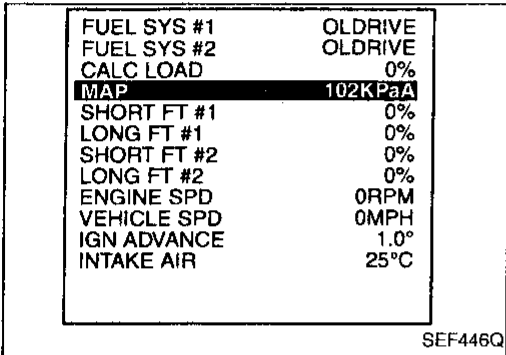 FUEL SYS #1 OLDRIVE
FUEL SYS #2 OLDRIVE
CALC LOAD 0%
MAP 102KPaA
SHORT FT #1 0%
LONG FT #1 0%
SHORT FT #2 0%
LONG FT #2 0%
ENGINE SPD 0RPM
VEHICLE SPD 0MPH
IGN ADVANCE 1.0°
INTAKE AIR 25°C
SEF446Q